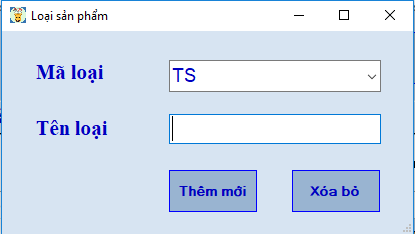 Loại sản phẩm
Mã loại TS
Tên loại
Thêm mới Xóa bỏ